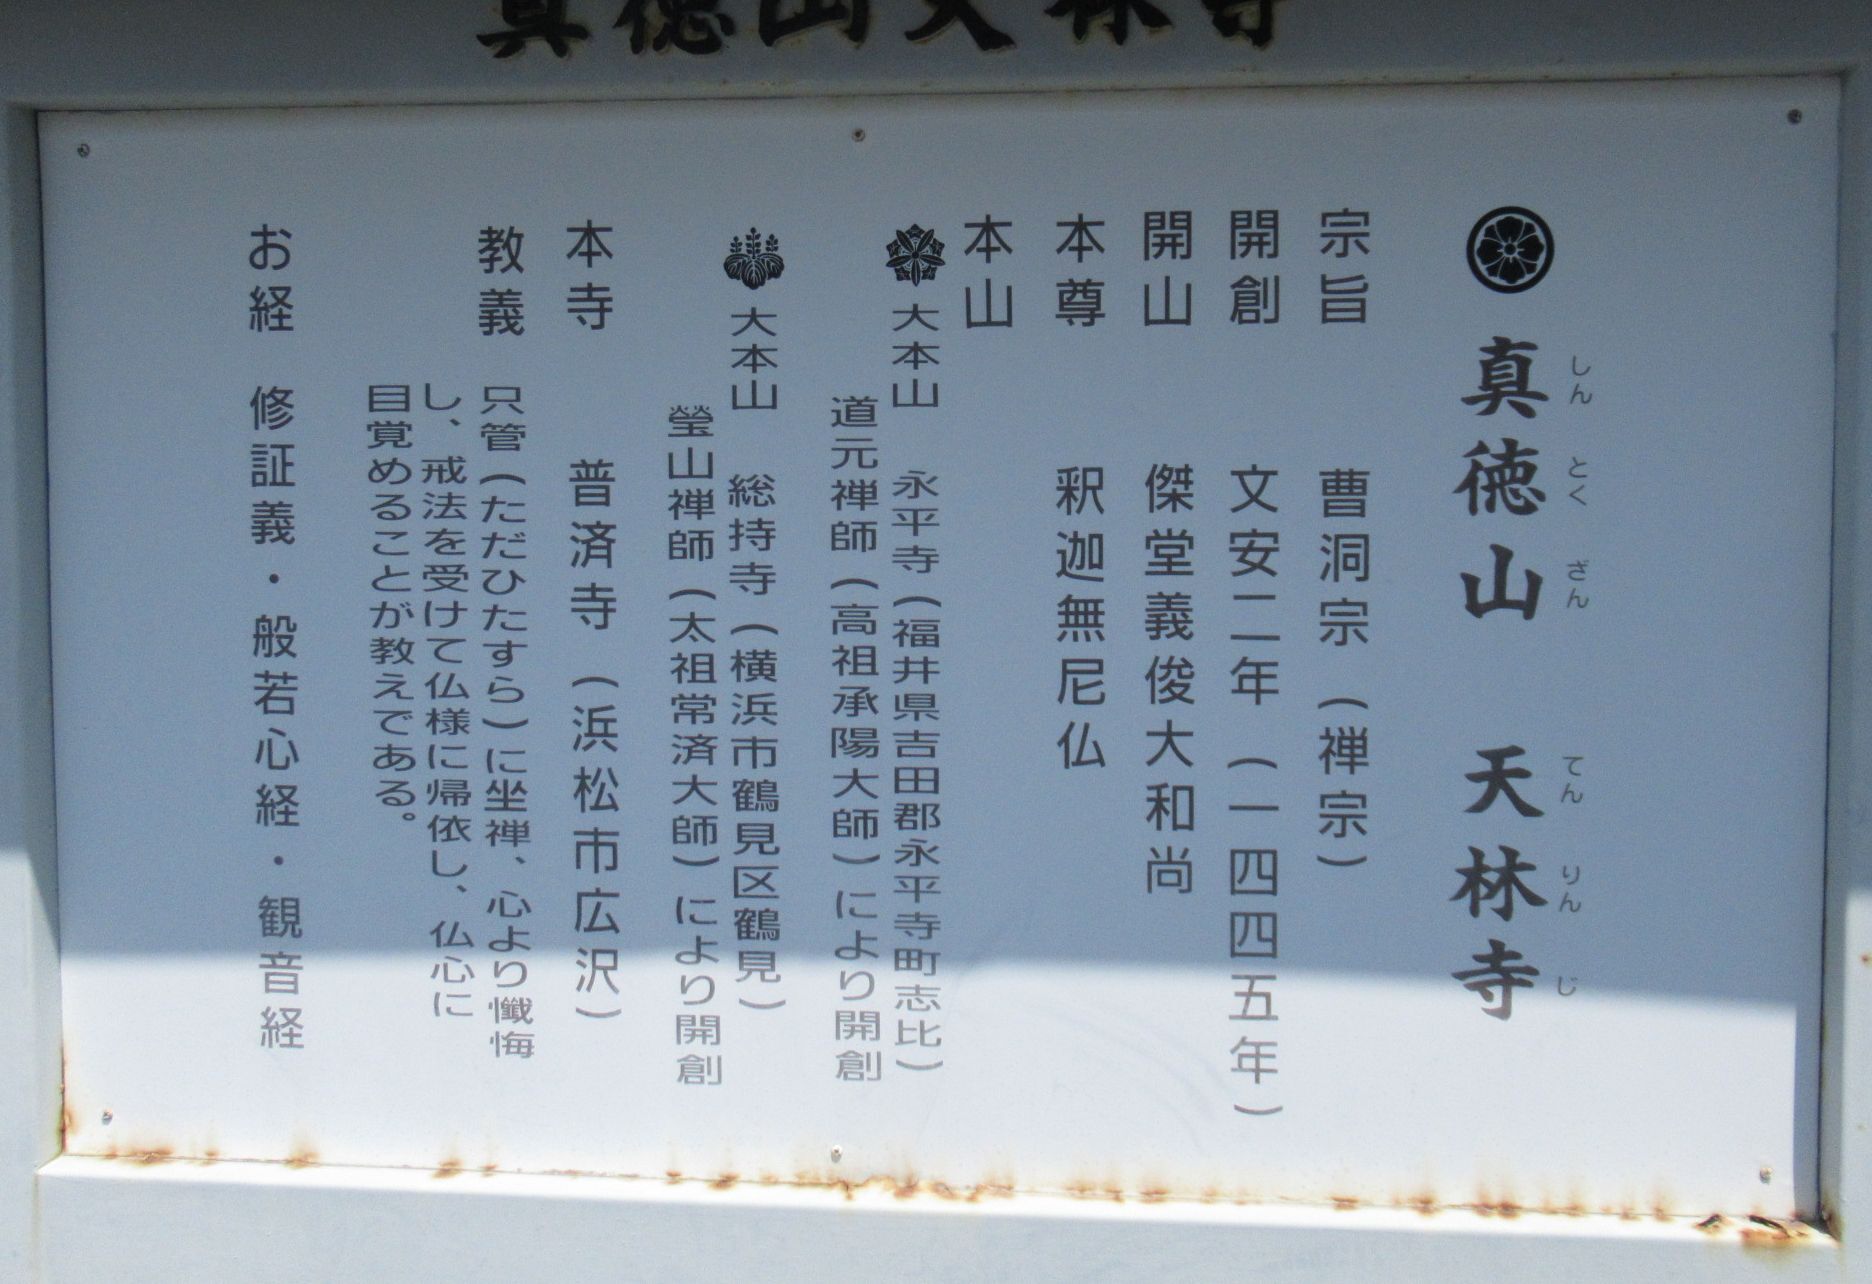 真徳山天林寺
真徳山 天林寺
しんとくざん てんりんじ
宗旨 曹洞宗（禅宗）
開創 文安二年（一四四五年）
開山 傑堂義俊大和尚
本尊 釈迦無尼仏
本山
大本山 永平寺（福井県吉田郡永平寺町志比）
道元禅師（高祖承陽大師）により開創
大本山 総持寺（横浜市鶴見区鶴見）
瑩山禅師（太祖常済大師）により開創
本寺 普済寺（浜松市広沢）
教義 只管（ただひたすら）に坐禅、心より懺悔
し、戒法を受けて仏様に帰依し、仏心に
目覚めることが教えである。
お経 修証義・般若心経・観音経